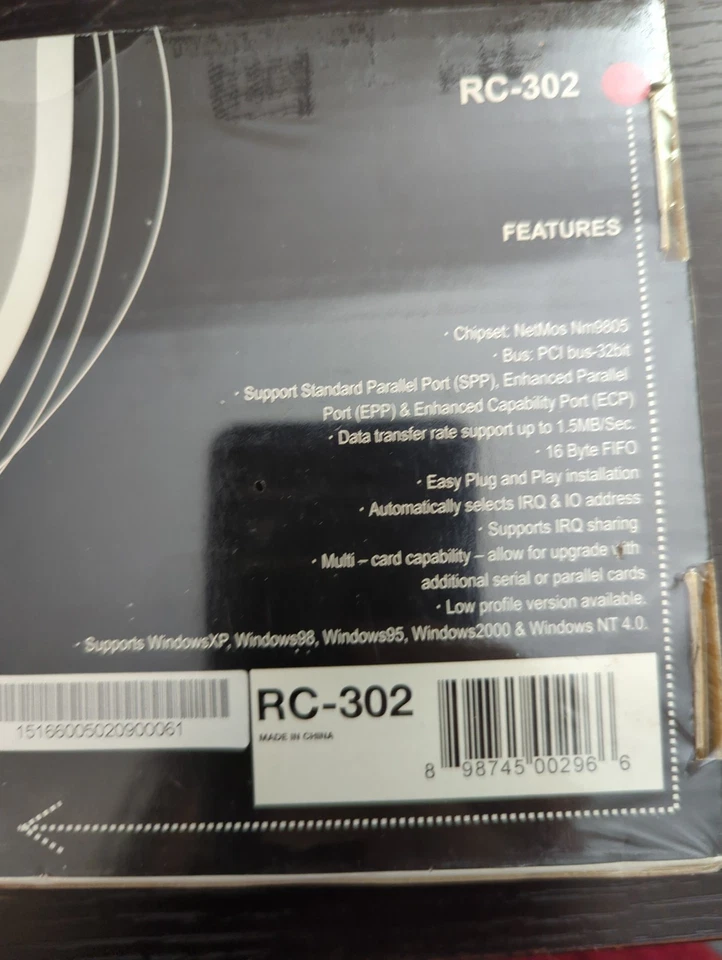 RC-302
FEATURES
· Chipset: NetMos Nm9805
· Bus: PCI bus-32bit
· Support Standard Parallel Port (SPP), Enhanced Parallel
Port (EPP) & Enhanced Capability Port (ECP)
· Data transfer rate support up to 1.5MB/Sec.
· 16 Byte FIFO
· Easy Plug and Play installation
· Automatically selects IRQ & IO address
· Supports IRQ sharing
· Multi – card capability – allow for upgrade with
additional serial or parallel cards
· Low profile version available.
· Supports WindowsXP, Windows98, Windows95, Windows2000 & Windows NT 4.0.
RC-302
MADE IN CHINA
15166005020900061
8 98745 00296 6